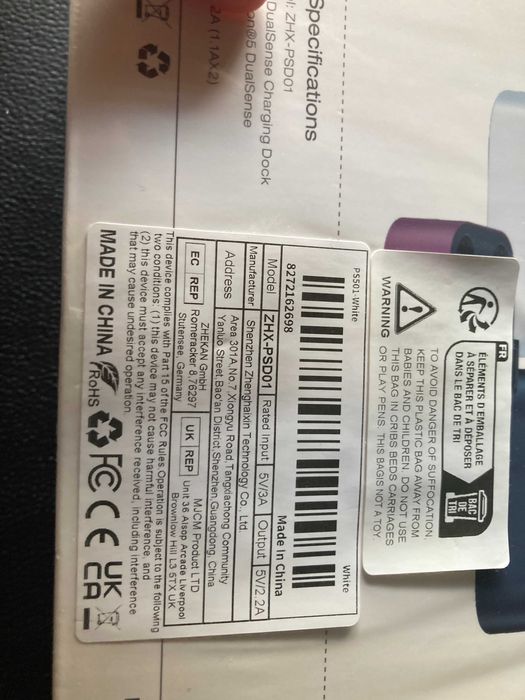 Specifications
l: ZHX-PSD01
DualSense Charging Dock
on®5 DualSense
2A (1.1AX2)
FR
ÉLÉMENTS D'EMBALLAGE
À SÉPARER ET À DÉPOSER
DANS LE BAC DE TRI
BAC
DE
TRI
WARNING
TO AVOID DANGER OF SUFFOCATION,
KEEP THIS PLASTIC BAG AWAY FROM
BABIES AND CHILDREN. DO NOT USE
THIS BAG IN CRIBS BEDS CARRIAGES
OR PLAY PENS. THIS BAG IS NOT A TOY.
PS501-White
White
8272162698
Made in China
Model ZHX-PSD01 Rated Input 5V/3A Output 5V/2.2A
Manufacturer Shenzhen Zhenghaixin Technology Co., Ltd.
Address Area 301A,No.7 Xiongyu Road Tangxiachong Community
Yanluo Street,Bao'an District,Shenzhen,Guangdong, China
EC REP ZHEKAN GmbH
Romeracker 8,76297
Stutensee, Germany
UK REP MJOM Product LTD
Unit 36 Alsop Arcade Liverpool
Brownlow Hill L3 5TX UK
This device complies with Part 15 of the FCC Rules.Operation is subject to the following
two conditions: (1) this device may not cause harmful interference, and
(2) this device must accept any interference received, including interference
that may cause undesired operation.
MADE IN CHINA RoHS FC CE UK
CA